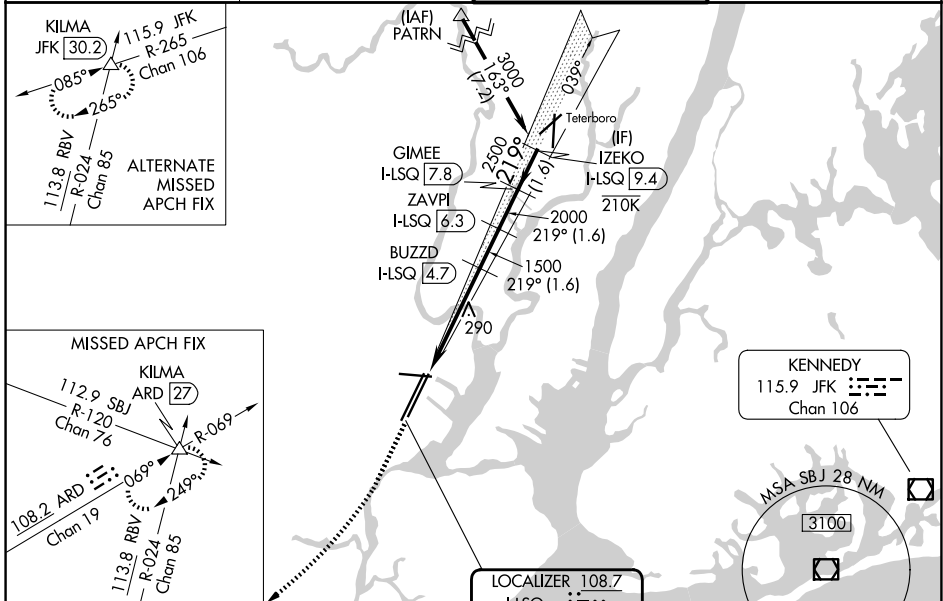 KILMA
JFK 30.2
115.9 JFK
R-265
Chan 106
085°
265°
113.8 RBV
R-024
Chan 85
ALTERNATE
MISSED
APCH FIX
(IAF)
PATRN
3000
163°
(7.2)
039°
Teterboro
(IF)
IZEKO
I-LSQ 9.4
210K
2500
219°
(1.6)
GIMEE
I-LSQ 7.8
ZAVPI
I-LSQ 6.3
2000
219° (1.6)
BUZZD
I-LSQ 4.7
1500
219° (1.6)
290
MISSED APCH FIX
KILMA
ARD 27
112.9 SBJ
R-120
Chan 76
R-069
069°
249°
108.2 ARD
Chan 19
113.8 RBV
R-024
Chan 85
KENNEDY
115.9 JFK
Chan 106
MSA SBJ 28 NM
3100
LOCALIZER 108.7